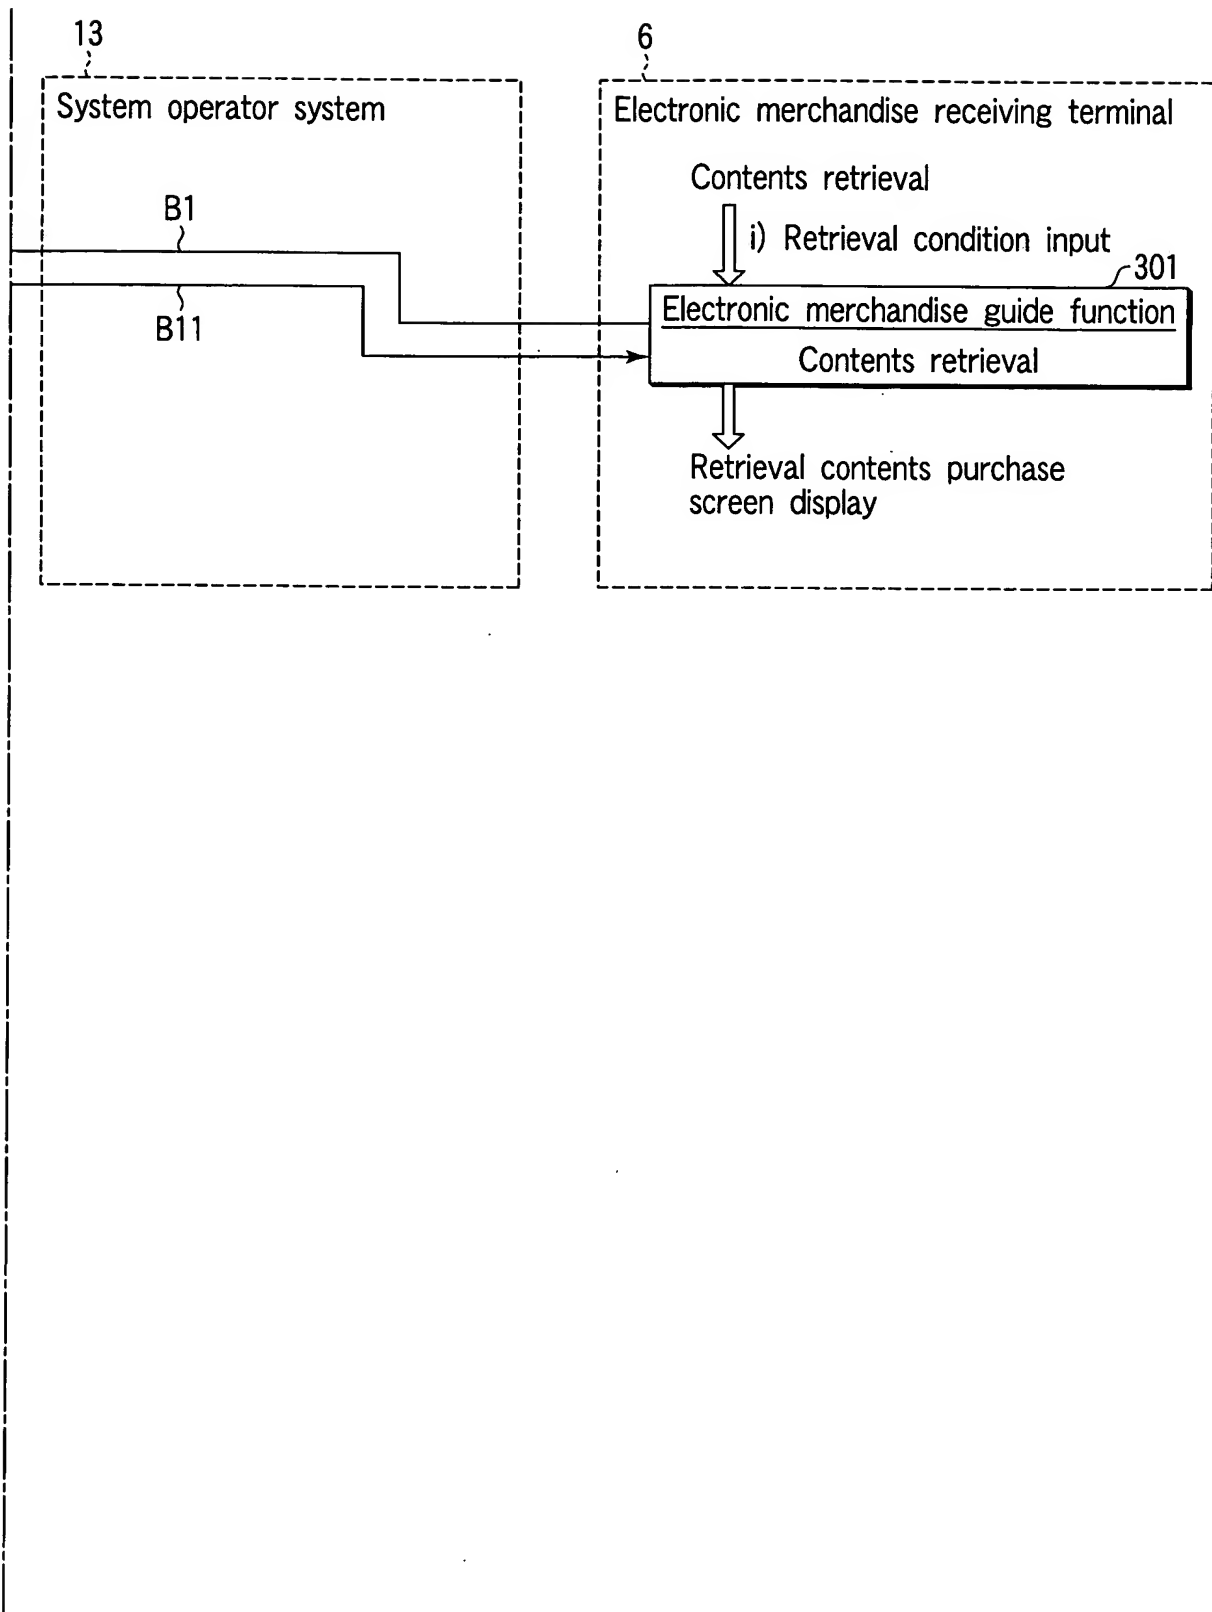 13
System operator system
B1
B11
6
Electronic merchandise receiving terminal
Contents retrieval
i) Retrieval condition input
301
Electronic merchandise guide function
Contents retrieval
Retrieval contents purchase
screen display